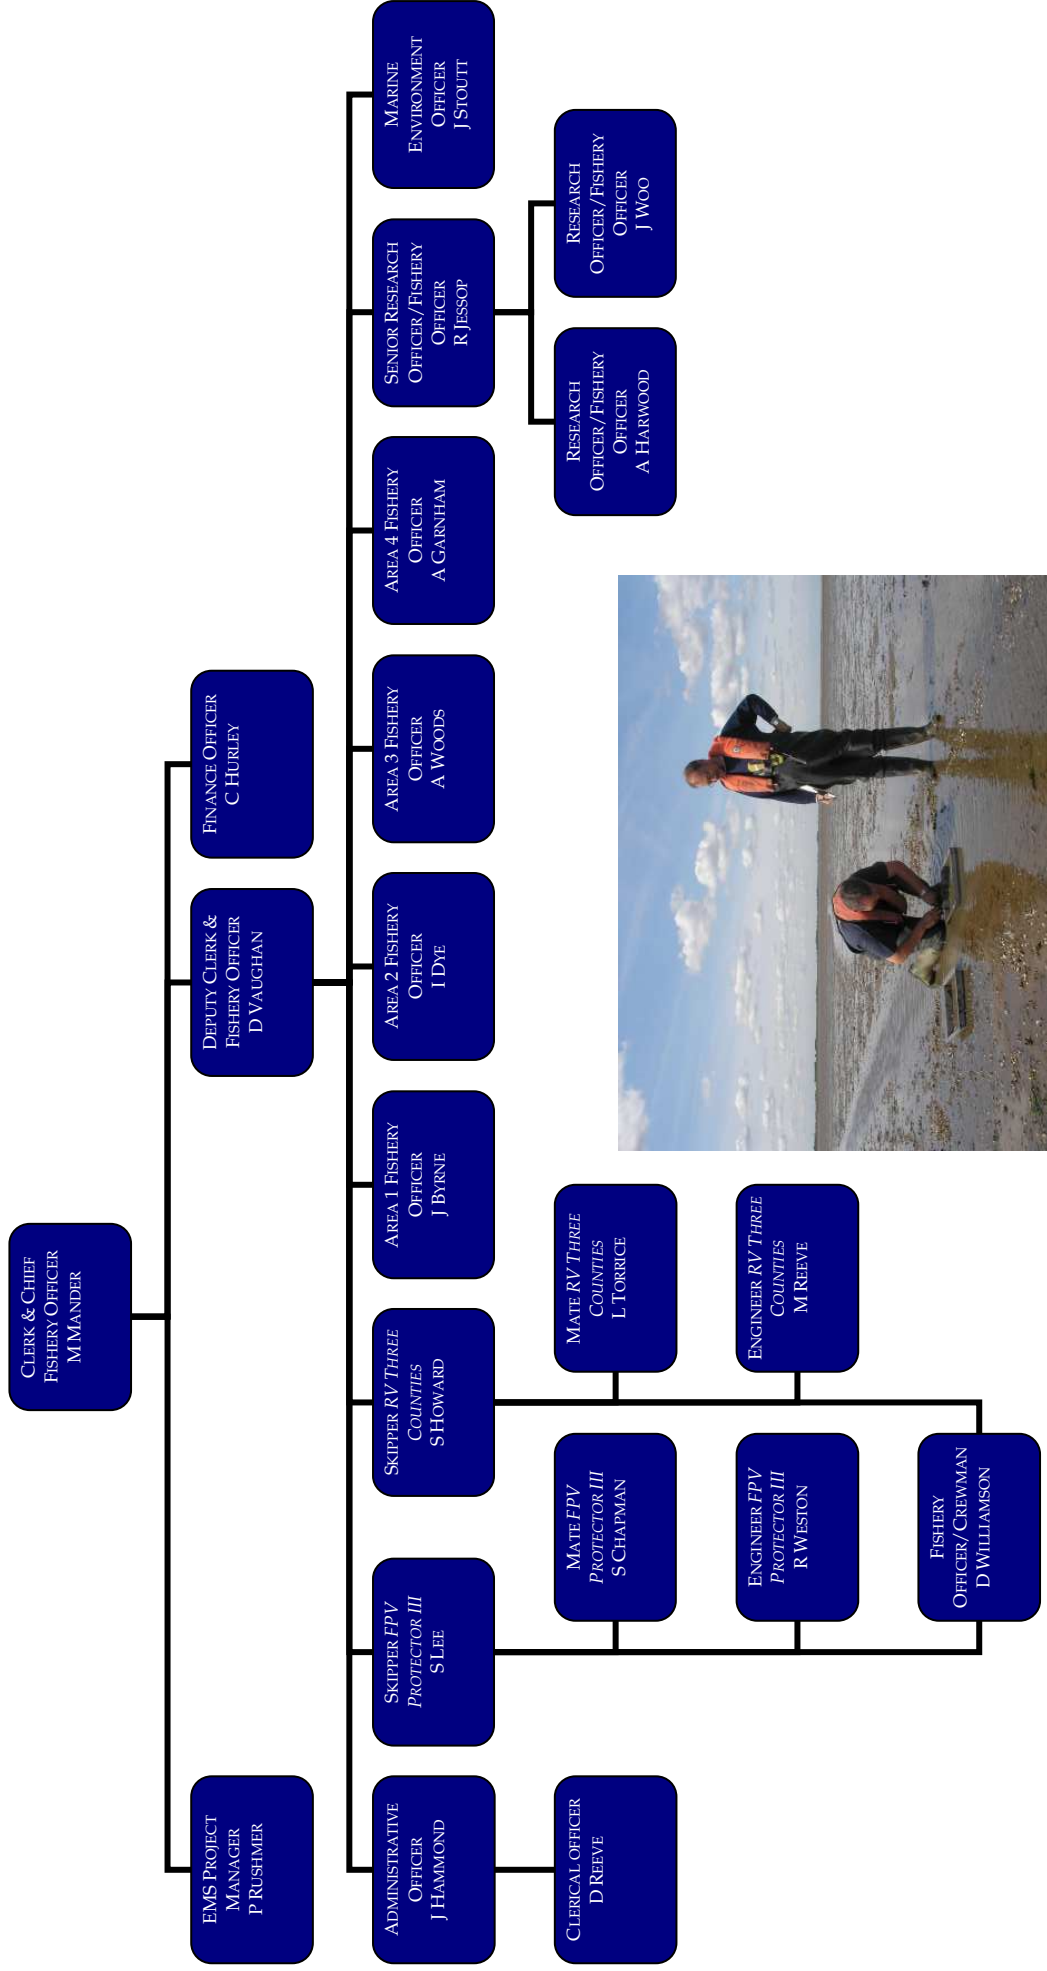 CLERK & CHIEF
FISHERY OFFICER
M MANDER
EMS PROJECT
MANAGER
P RUSHMER
DEPUTY CLERK &
FISHERY OFFICER
D VAUGHAN
FINANCE OFFICER
C HURLEY
ADMINISTRATIVE
OFFICER
J HAMMOND
SKIPPER FPV
PROTECTOR III
S LEE
SKIPPER RV THREE
COUNTIES
S HOWARD
AREA 1 FISHERY
OFFICER
J BYRNE
AREA 2 FISHERY
OFFICER
I DYE
AREA 3 FISHERY
OFFICER
A WOODS
AREA 4 FISHERY
OFFICER
A GARNHAM
SENIOR RESEARCH
OFFICER/FISHERY
OFFICER
R JESSOP
MARINE
ENVIRONMENT
OFFICER
J STOUTT
CLERICAL OFFICER
D REEVE
MATE FPV
PROTECTOR III
S CHAPMAN
MATE RV THREE
COUNTIES
L TORRICE
RESEARCH
OFFICER/FISHERY
OFFICER
A HARWOOD
RESEARCH
OFFICER/FISHERY
OFFICER
J WOO
ENGINEER FPV
PROTECTOR III
R WESTON
ENGINEER RV THREE
COUNTIES
M REEVE
FISHERY
OFFICER/CREWMAN
D WILLIAMSON